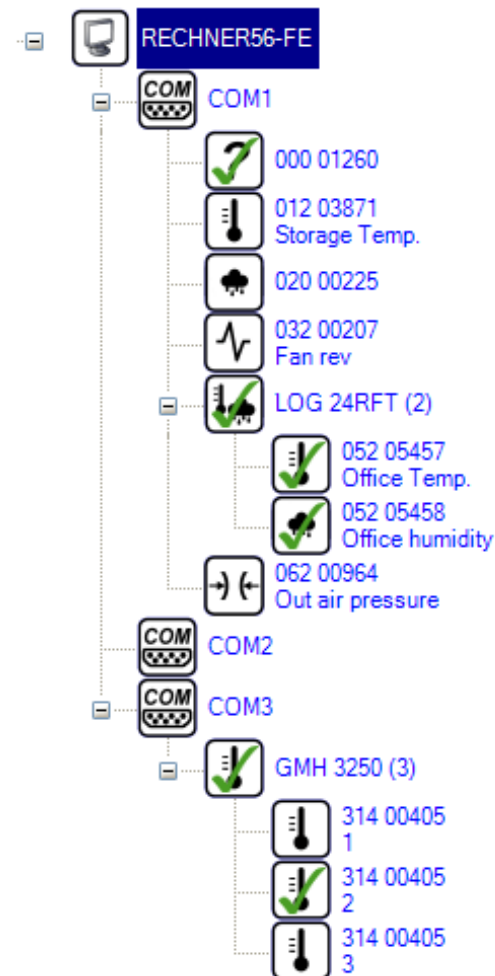 RECHNER56-FE
COM
COM1
000 01260
012 03871
Storage Temp.
020 00225
032 00207
Fan rev
LOG 24RFT (2)
052 05457
Office Temp.
052 05458
Office humidity
062 00964
Out air pressure
COM
COM2
COM
COM3
GMH 3250 (3)
314 00405
1
314 00405
2
314 00405
3